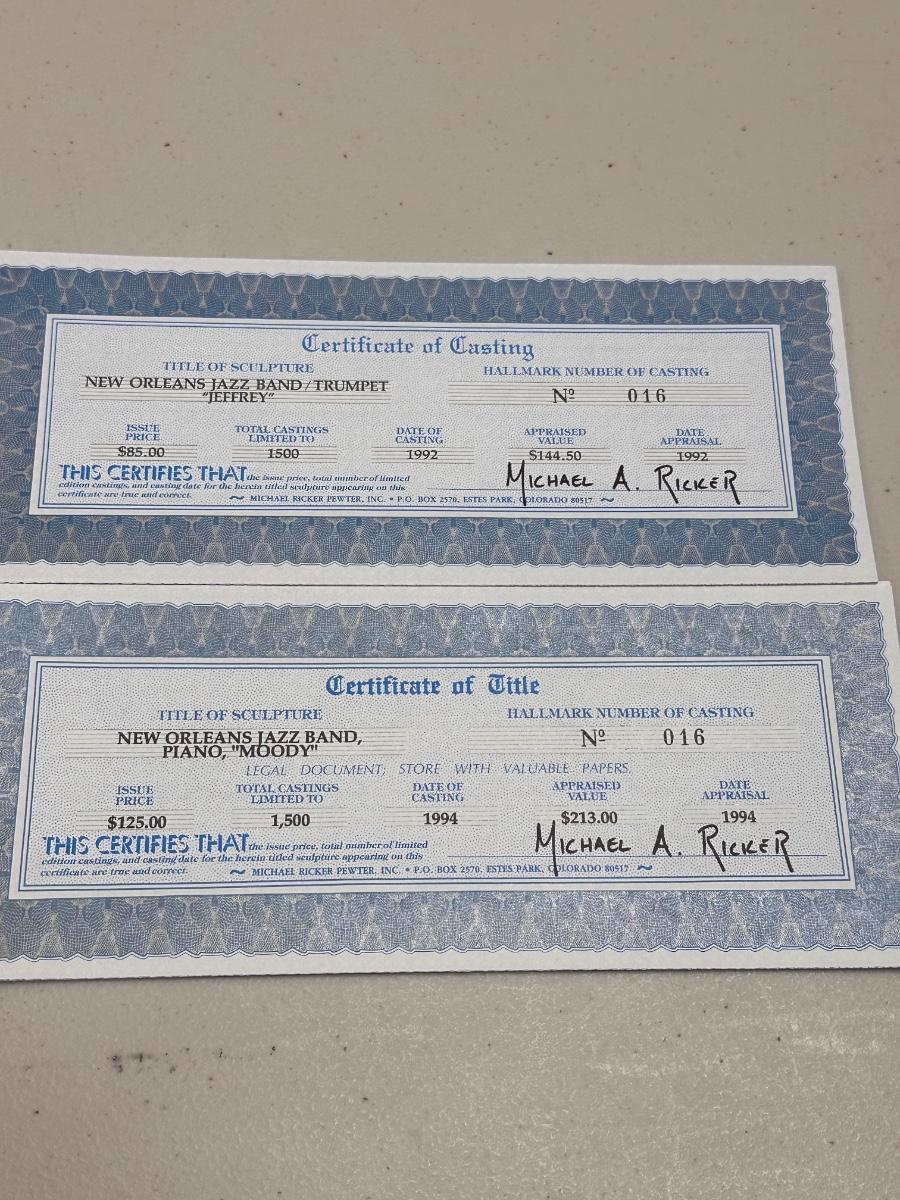 Certificate of Casting
TITLE OF SCULPTURE
NEW ORLEANS JAZZ BAND/TRUMPET
"JEFFREY"
HALLMARK NUMBER OF CASTING
Nº 016
ISSUE PRICE
$85.00
TOTAL CASTINGS LIMITED TO
1500
DATE OF CASTING
1992
APPRAISED VALUE
$144.50
DATE APPRAISAL
1992
THIS CERTIFIES THAT the issue price, total number of limited
edition castings, and casting date for the herein titled sculpture appearing on this
certificate are true and correct.
MICHAEL A. RICKER
~ MICHAEL RICKER PEWTER, INC. • P.O. BOX 2570, ESTES PARK, COLORADO 80517 ~
Certificate of Title
TITLE OF SCULPTURE
NEW ORLEANS JAZZ BAND,
PIANO, "MOODY"
HALLMARK NUMBER OF CASTING
Nº 016
LEGAL DOCUMENT; STORE WITH VALUABLE PAPERS.
ISSUE PRICE
$125.00
TOTAL CASTINGS LIMITED TO
1,500
DATE OF CASTING
1994
APPRAISED VALUE
$213.00
DATE APPRAISAL
1994
THIS CERTIFIES THAT the issue price, total number of limited
edition castings, and casting date for the herein titled sculpture appearing on this
certificate are true and correct.
MICHAEL A. RICKER
~ MICHAEL RICKER PEWTER, INC. • P.O. BOX 2570, ESTES PARK, COLORADO 80517 ~